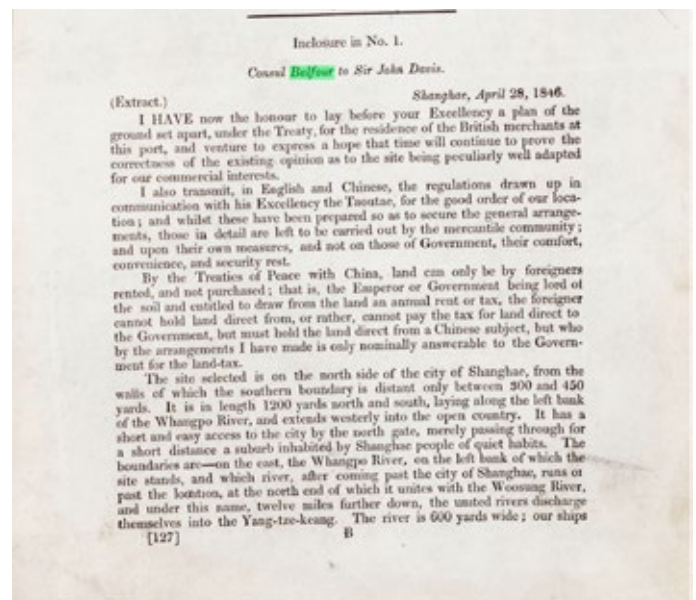 Inclosure in No. 1.
Consul Balfour to Sir John Davis.
Shanghae, April 28, 1846.
(Extract.)
I HAVE now the honour to lay before your Excellency a plan of the
ground set apart, under the Treaty, for the residence of the British merchants at
this port, and venture to express a hope that time will continue to prove the
correctness of the existing opinion as to the site being peculiarly well adapted
for our commercial interests.
I also transmit, in English and Chinese, the regulations drawn up in
communication with his Excellency the Taoutae, for the good order of our loca-
tion; and whilst these have been prepared so as to secure the general arrange-
ments, those in detail are left to be carried out by the mercantile community;
and upon their own measures, and not on those of Government, their comfort,
convenience, and security rest.
By the Treaties of Peace with China, land can only be by foreigners
rented, and not purchased; that is, the Emperor or Government being lord of
the soil and entitled to draw from the land an annual rent or tax, the foreigner
cannot hold land direct from, or rather, cannot pay the tax for land direct to
the Government, but must hold the land direct from a Chinese subject, but who
by the arrangements I have made is only nominally answerable to the Govern-
ment for the land-tax.
The site selected is on the north side of the city of Shanghae, from the
walls of which the southern boundary is distant only between 300 and 450
yards. It is in length 1200 yards north and south, laying along the left bank
of the Whangpo River, and extends westerly into the open country. It has a
short and easy access to the city by the north gate, merely passing through for
a short distance a suburb inhabited by Shanghae people of quiet habits. The
boundaries are—on the east, the Whangpo River, on the left bank of which the
site stands, and which river, after coming past the city of Shanghae, runs on
past the location, at the north end of which it unites with the Woosung River,
and under this name, twelve miles further down, the united rivers discharge
themselves into the Yang-tze-keang. The river is 600 yards wide; our ships
[127] B